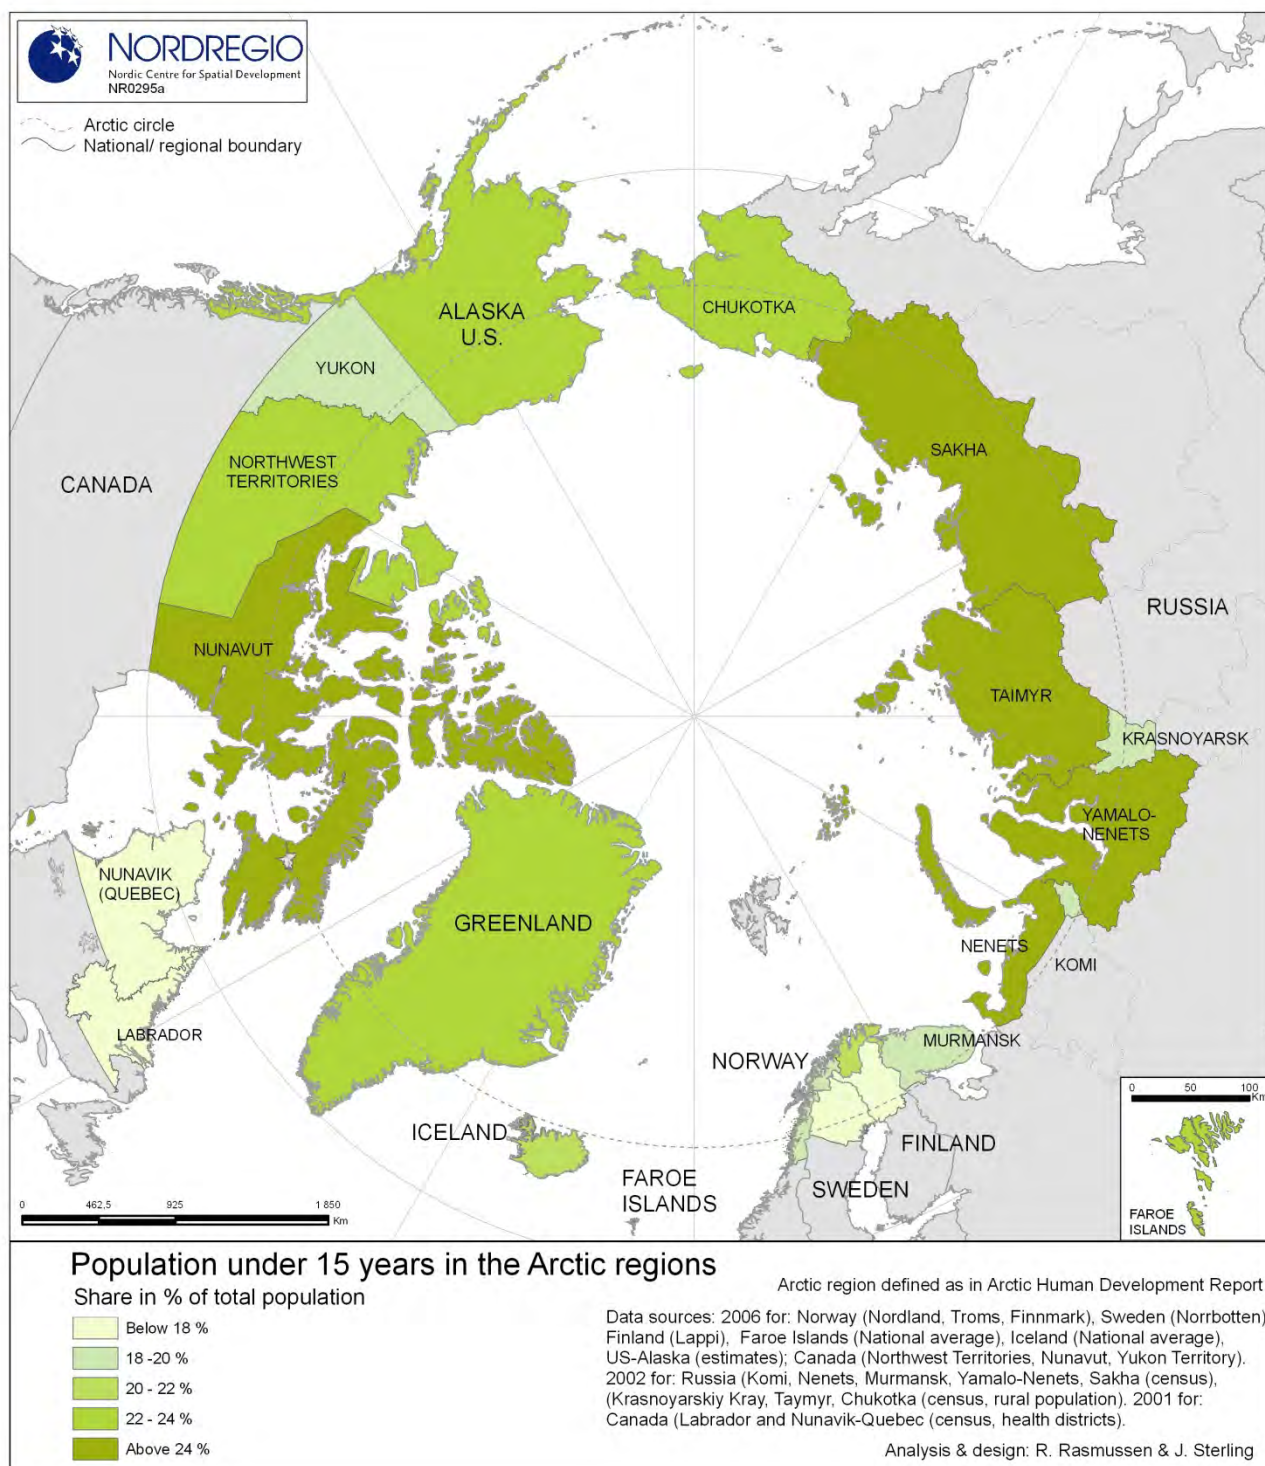 NORDREGIO
Nordic Centre for Spatial Development
NR0295a
Arctic circle
National/ regional boundary
ALASKA
U.S.
CHUKOTKA
YUKON
NORTHWEST
TERRITORIES
SAKHA
CANADA
RUSSIA
NUNAVUT
TAIMYR
KRASNOYARSK
YAMALO-
NENETS
NUNAVIK
(QUEBEC)
GREENLAND
NENETS
KOMI
LABRADOR
MURMANSK
NORWAY
ICELAND
FINLAND
FAROE
ISLANDS
SWEDEN
0 50 100
Km
FAROE
ISLANDS
0 462,5 925 1 850
Km
Population under 15 years in the Arctic regions
Share in % of total population
Below 18 %
18 -20 %
20 - 22 %
22 - 24 %
Above 24 %
Arctic region defined as in Arctic Human Development Report
Data sources: 2006 for: Norway (Nordland, Troms, Finnmark), Sweden (Norrbotten)
Finland (Lappi), Faroe Islands (National average), Iceland (National average),
US-Alaska (estimates); Canada (Northwest Territories, Nunavut, Yukon Territory).
2002 for: Russia (Komi, Nenets, Murmansk, Yamalo-Nenets, Sakha (census),
(Krasnoyarskiy Kray, Taymyr, Chukotka (census, rural population). 2001 for:
Canada (Labrador and Nunavik-Quebec (census, health districts).
Analysis & design: R. Rasmussen & J. Sterling